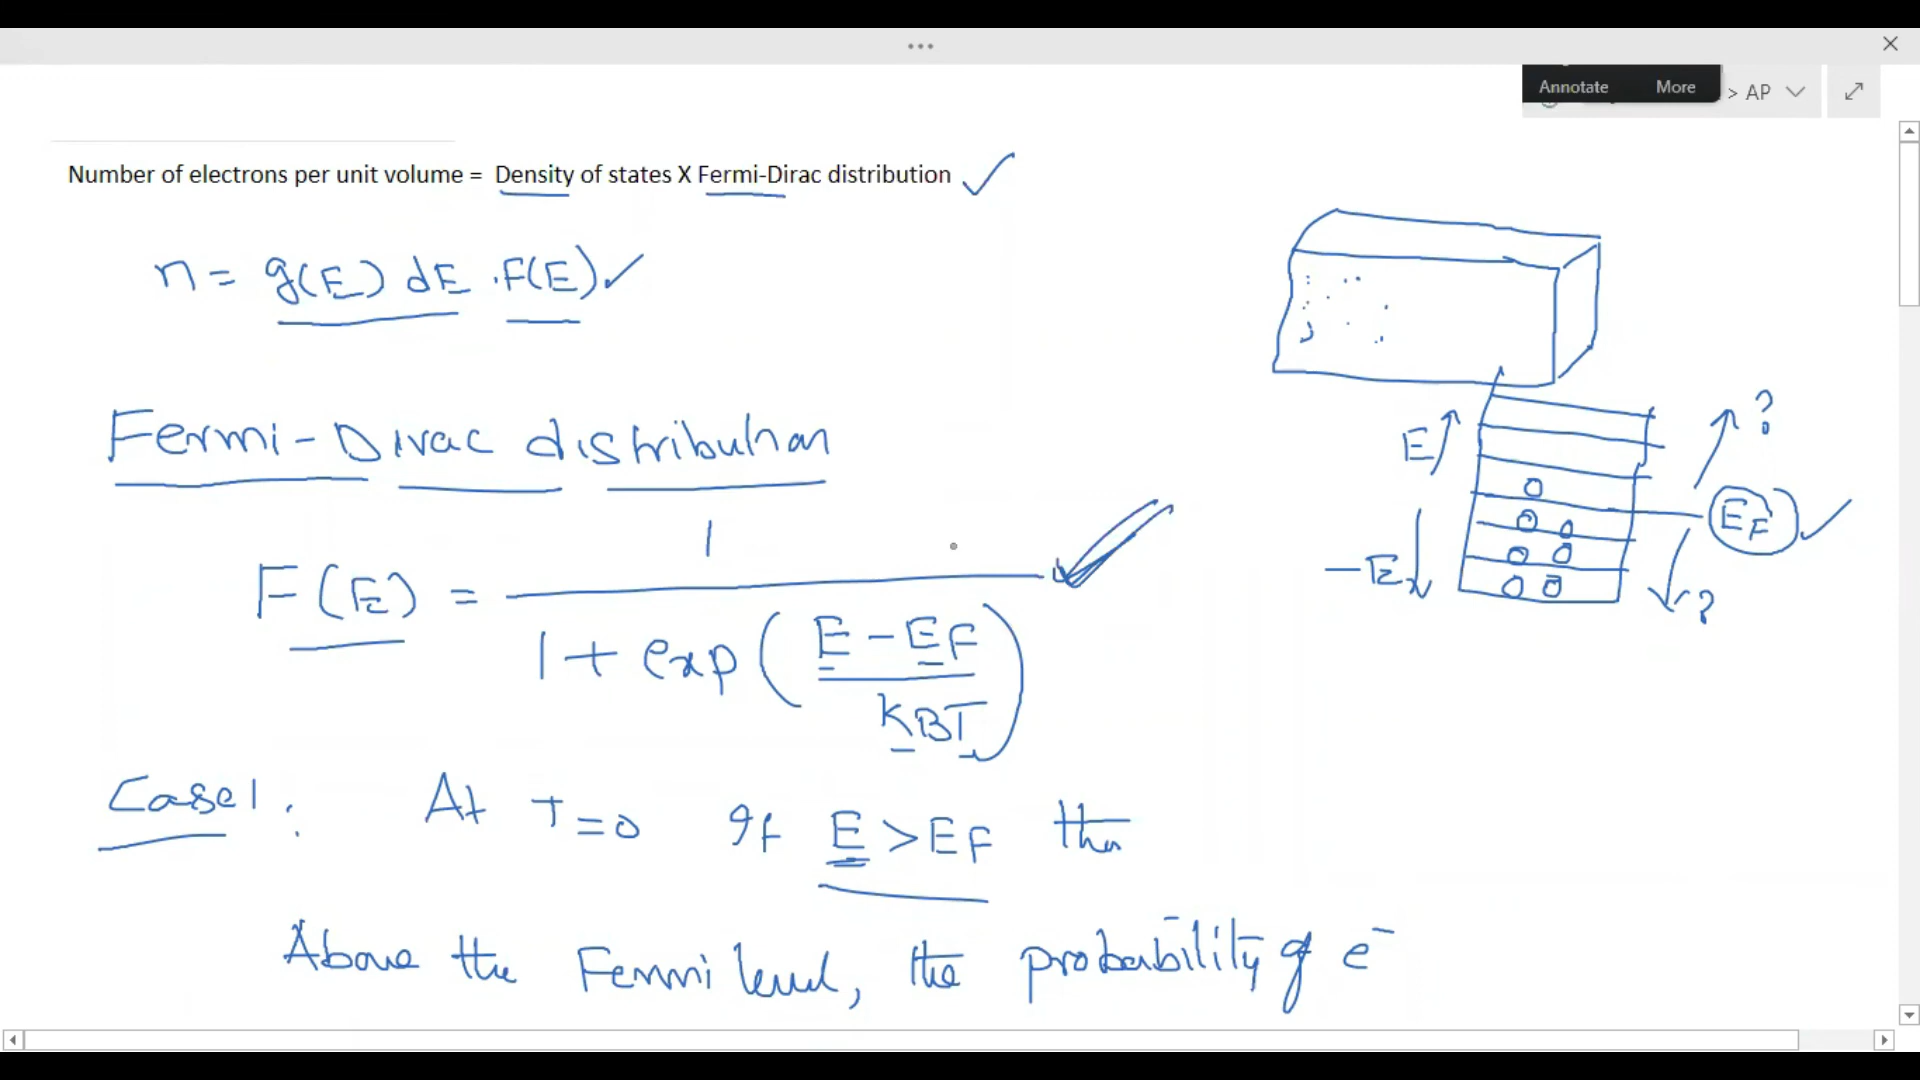 Annotate More > AP
Number of electrons per unit volume = Density of states X Fermi-Dirac distribution
n = g(E) dE . F(E)
Fermi-Dirac distribution
F(E) = 1 / 1 + exp (E - EF / kBT)
E ?
EF
-E ?
Case 1 : At T = 0 If E > EF then
Above the Fermi level, the probability of e-